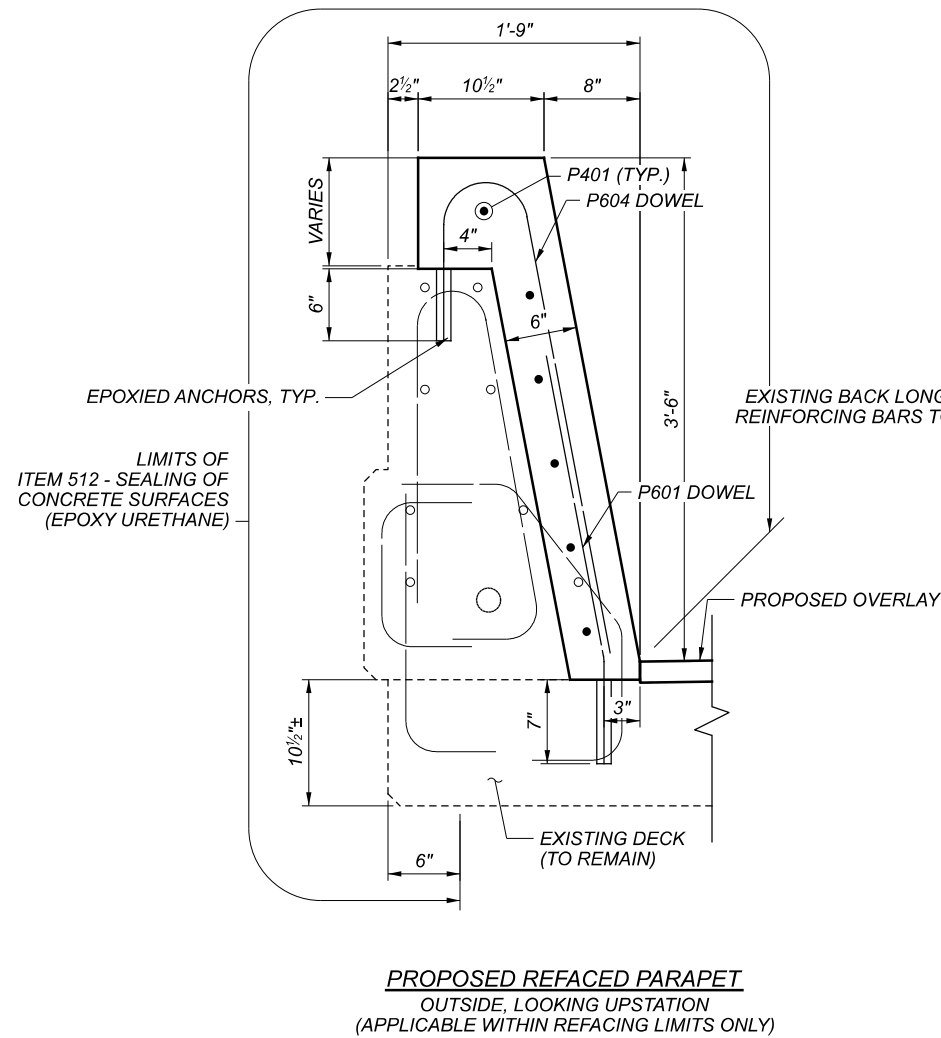 1'-9"
2½" 10½" 8"
P401 (TYP.)
P604 DOWEL
VARIES
4"
6"
6"
EPOXIED ANCHORS, TYP.
3'-6"
EXISTING BACK LONG
REINFORCING BARS
LIMITS OF
ITEM 512 - SEALING OF
CONCRETE SURFACES
(EPOXY URETHANE)
P601 DOWEL
PROPOSED OVERLAY
10½"±
7"
3"
EXISTING DECK
(TO REMAIN)
6"
PROPOSED REFACED PARAPET
OUTSIDE, LOOKING UPSTATION
(APPLICABLE WITHIN REFACING LIMITS ONLY)